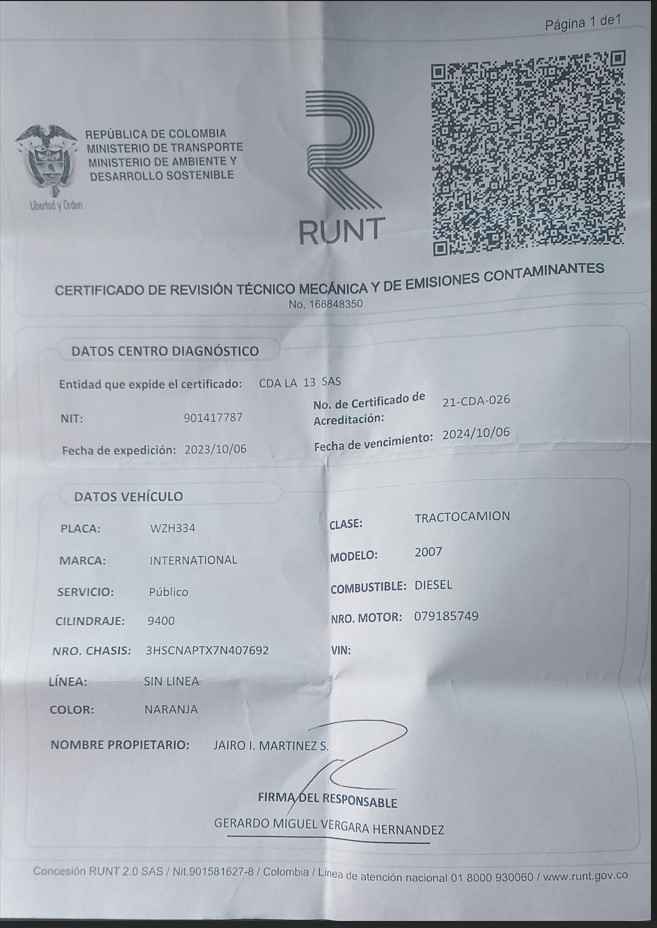 Página 1 de1
REPÚBLICA DE COLOMBIA
MINISTERIO DE TRANSPORTE
MINISTERIO DE AMBIENTE Y
DESARROLLO SOSTENIBLE
Libertad y Orden
RUNT
CERTIFICADO DE REVISIÓN TÉCNICO MECÁNICA Y DE EMISIONES CONTAMINANTES
No. 166848350
DATOS CENTRO DIAGNÓSTICO
Entidad que expide el certificado: CDA LA 13 SAS
NIT: 901417787
No. de Certificado de
Acreditación: 21-CDA-026
Fecha de expedición: 2023/10/06
Fecha de vencimiento: 2024/10/06
DATOS VEHÍCULO
PLACA: WZH334
CLASE: TRACTOCAMION
MARCA: INTERNATIONAL
MODELO: 2007
SERVICIO: Público
COMBUSTIBLE: DIESEL
CILINDRAJE: 9400
NRO. MOTOR: 079185749
NRO. CHASIS: 3HSCNAPTX7N407692
VIN:
LÍNEA: SIN LINEA
COLOR: NARANJA
NOMBRE PROPIETARIO: JAIRO I. MARTINEZ S.
FIRMA DEL RESPONSABLE
GERARDO MIGUEL VERGARA HERNANDEZ
Concesión RUNT 2.0 SAS / Nit.901581627-8 / Colombia / Línea de atención nacional 01 8000 930060 / www.runt.gov.co